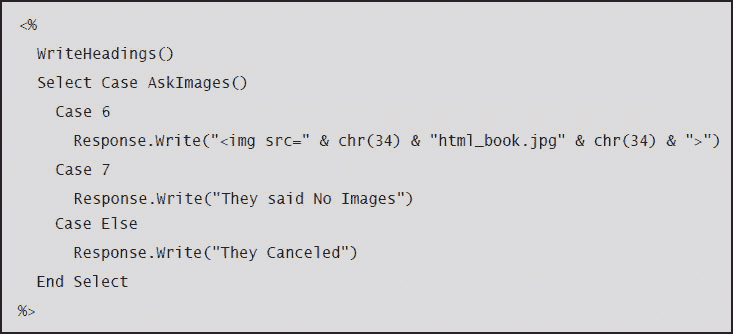 <%
WriteHeadings()
Select Case AskImages()
Case 6
Response.Write("<img src=" & chr(34) & "html_book.jpg" & chr(34) & ">")
Case 7
Response.Write("They said No Images")
Case Else
Response.Write("They Canceled")
End Select
%>